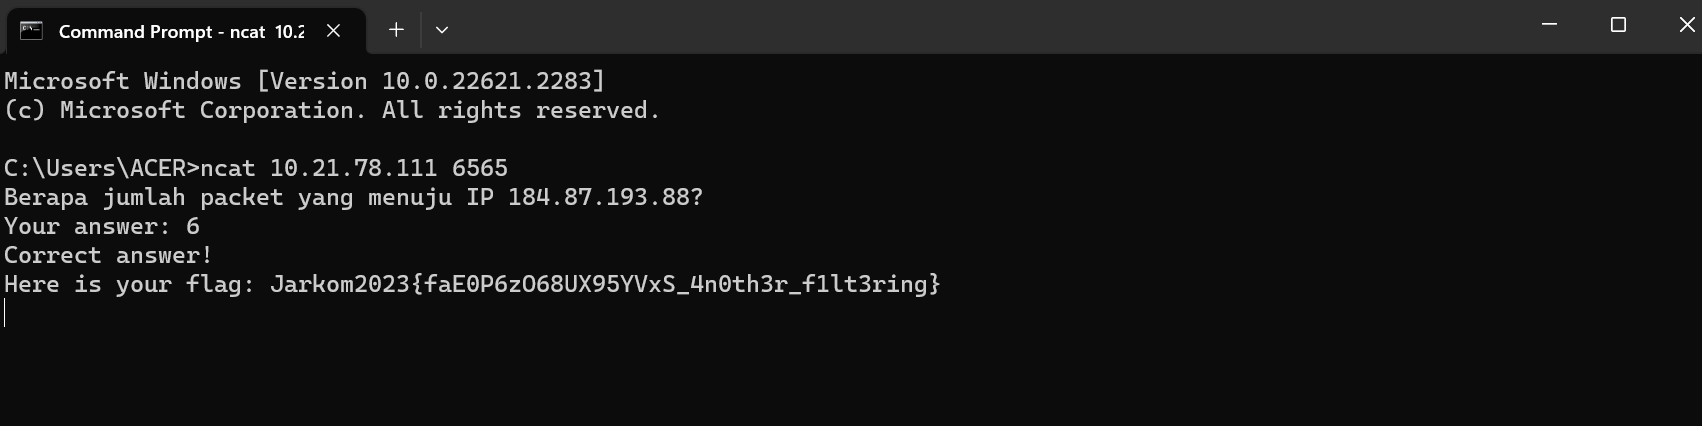 Command Prompt - ncat 10.2
Microsoft Windows [Version 10.0.22621.2283]
(c) Microsoft Corporation. All rights reserved.
C:\Users\ACER>ncat 10.21.78.111 6565
Berapa jumlah packet yang menuju IP 184.87.193.88?
Your answer: 6
Correct answer!
Here is your flag: Jarkom2023{faE0P6zO68UX95YVxS_4n0th3r_f1lt3ring}